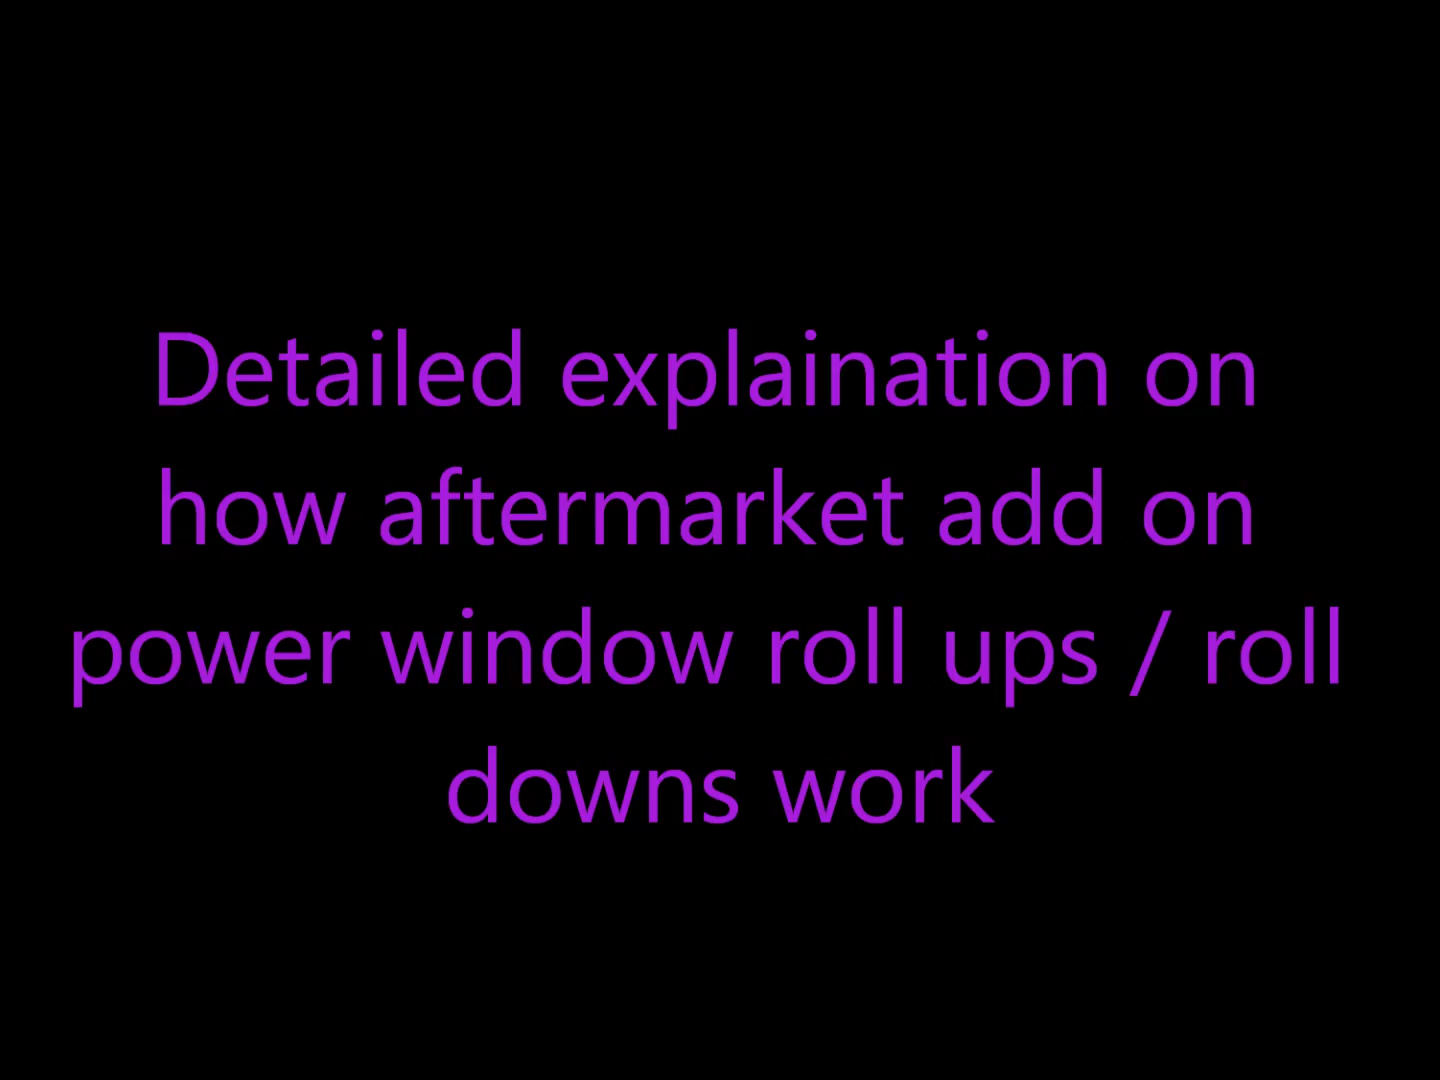 Detailed explaination on
how aftermarket add on
power window roll ups / roll
downs work